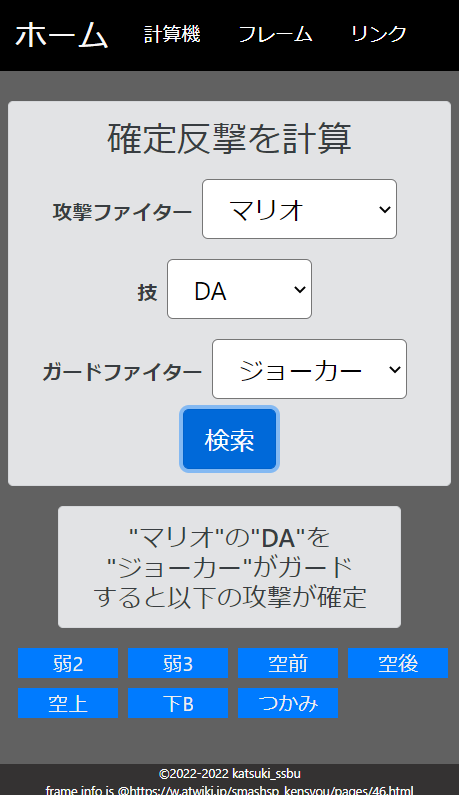 ホーム 計算機 フレーム リンク
確定反撃を計算
攻撃ファイター マリオ
技 DA
ガードファイター ジョーカー
検索
"マリオ"の"DA"を
"ジョーカー"がガード
すると以下の攻撃が確定
弱2 弱3 空前 空後
空上 下B つかみ
©2022-2022 katsuki_ssbu
frame info is @https://w.atwiki.jp/smashsp_kensyou/pages/46.html